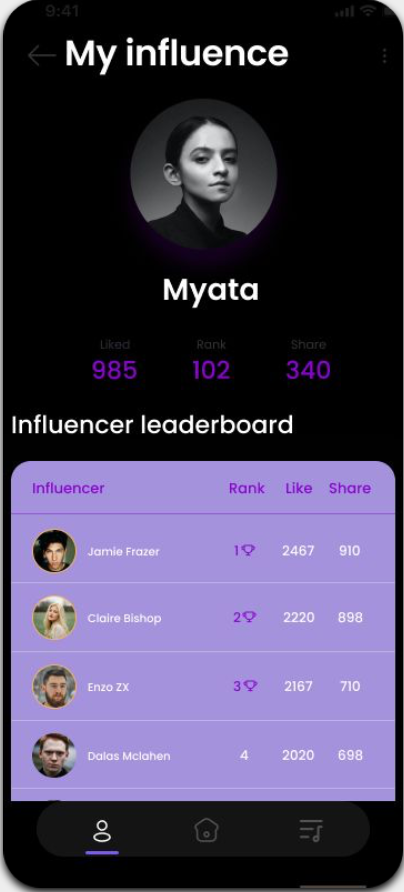 9:41
My influence
Myata
Liked Rank Share
985 102 340
Influencer leaderboard
Influencer Rank Like Share
Jamie Frazer 1 2467 910
Claire Bishop 2 2220 898
Enzo ZX 3 2167 710
Dalas Mclahen 4 2020 698